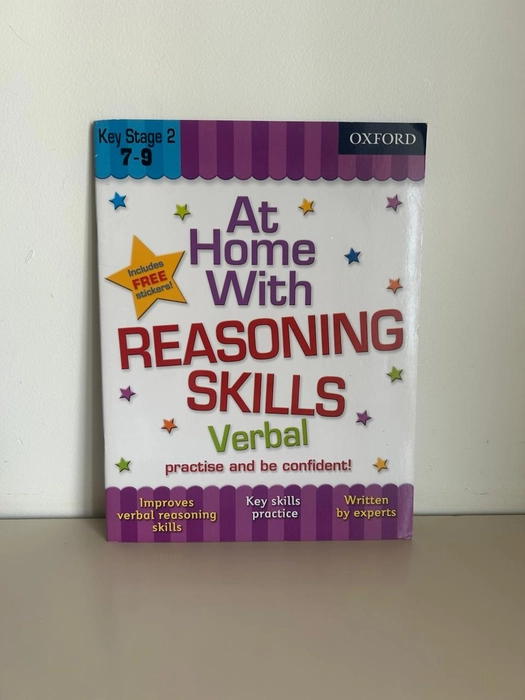 Key Stage 2
7-9
OXFORD
At
Home
With
Includes
FREE
stickers!
REASONING
SKILLS
Verbal
practise and be confident!
Improves
verbal reasoning
skills
Key skills
practice
Written
by experts